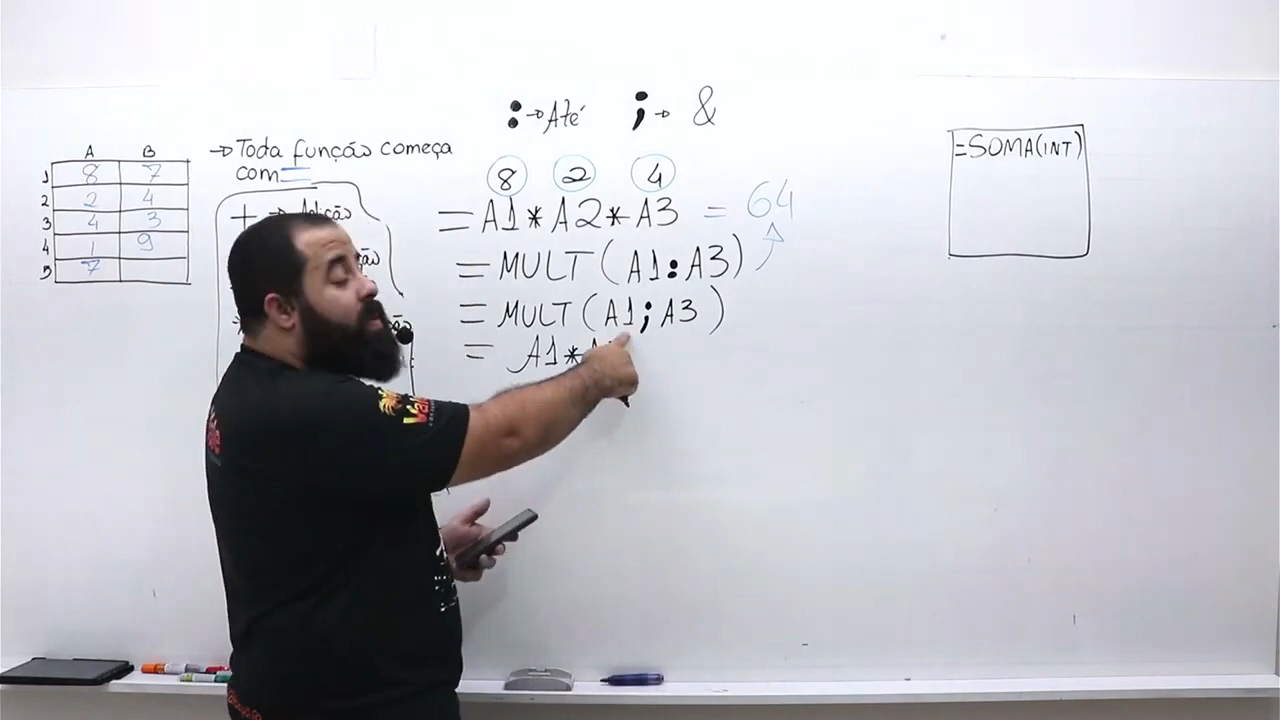 : → Até ; → &
A B
1 8 7
2 2 4
3 4 3
4 1 9
5 7
→ Toda função começa
com =
+ → Adição
8 2 4
= A1 * A2 * A3 = 64
= MULT (A1:A3)
= MULT (A1;A3)
= A1 *
=SOMA(INT)
Vale